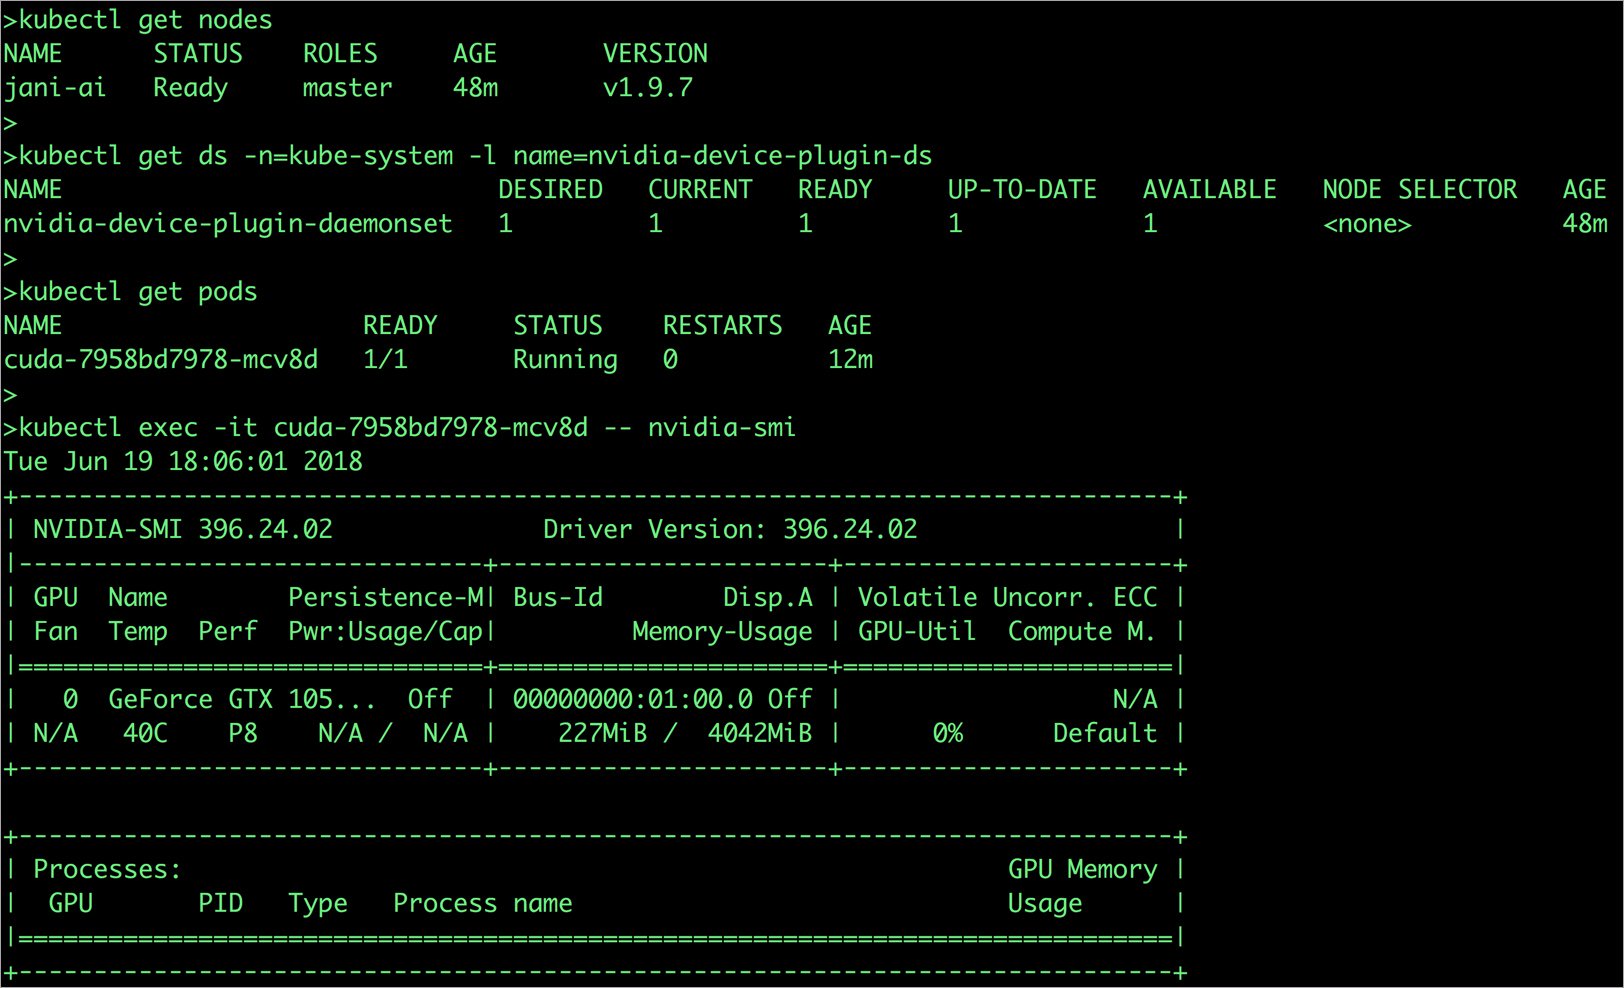 >kubectl get nodes
NAME      STATUS    ROLES     AGE       VERSION
jani-ai   Ready     master    48m       v1.9.7
>
>kubectl get ds -n=kube-system -l name=nvidia-device-plugin-ds
NAME                             DESIRED   CURRENT   READY     UP-TO-DATE   AVAILABLE   NODE SELECTOR   AGE
nvidia-device-plugin-daemonset   1         1         1         1            1           <none>          48m
>
>kubectl get pods
NAME                    READY     STATUS    RESTARTS   AGE
cuda-7958bd7978-mcv8d   1/1       Running   0          12m
>
>kubectl exec -it cuda-7958bd7978-mcv8d -- nvidia-smi
Tue Jun 19 18:06:01 2018
+-----------------------------------------------------------------------------+
| NVIDIA-SMI 396.24.02              Driver Version: 396.24.02                 |
|-------------------------------+----------------------+----------------------+
| GPU  Name        Persistence-M| Bus-Id        Disp.A | Volatile Uncorr. ECC |
| Fan  Temp  Perf  Pwr:Usage/Cap|         Memory-Usage | GPU-Util  Compute M. |
|===============================+======================+======================|
|   0  GeForce GTX 105...  Off  | 00000000:01:00.0 Off |                  N/A |
| N/A   40C    P8    N/A /  N/A |    227MiB /  4042MiB |      0%      Default |
+-------------------------------+----------------------+----------------------+

+-----------------------------------------------------------------------------+
| Processes:                                                       GPU Memory |
|  GPU       PID   Type   Process name                             Usage      |
|=============================================================================|
+-----------------------------------------------------------------------------+